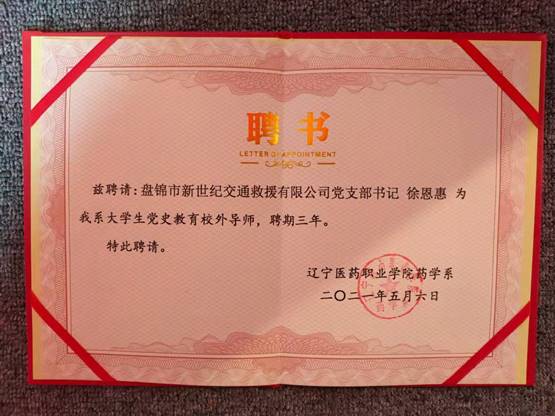 聘书
LETTER OF APPOINTMENT
兹聘请：盘锦市新世纪交通救援有限公司党支部书记 徐恩惠 为
我系大学生党史教育校外导师，聘期三年。
特此聘请。
辽宁医药职业学院药学系
二〇二一年五月六日